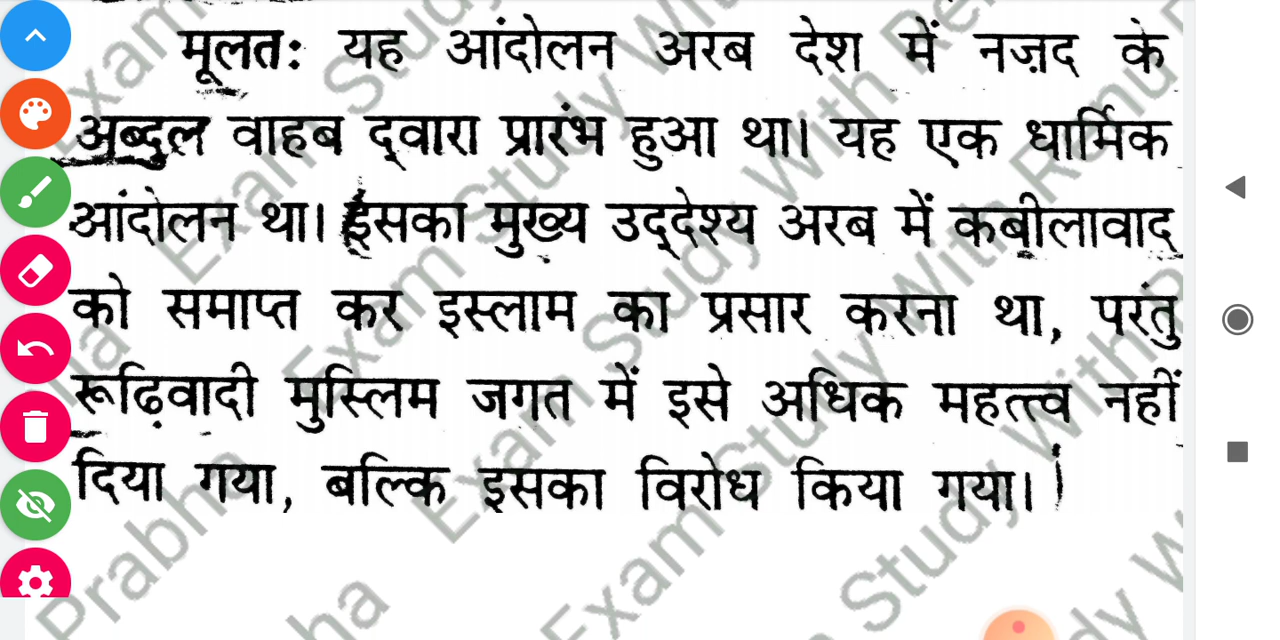 मूलतः यह आंदोलन अरब देश में नज़द के
अब्दुल वाहब द्वारा प्रारंभ हुआ था। यह एक धार्मिक
आंदोलन था। इसका मुख्य उद्देश्य अरब में कबीलावाद
को समाप्त कर इस्लाम का प्रसार करना था, परंतु
रूढ़िवादी मुस्लिम जगत में इसे अधिक महत्त्व नहीं
दिया गया, बल्कि इसका विरोध किया गया।